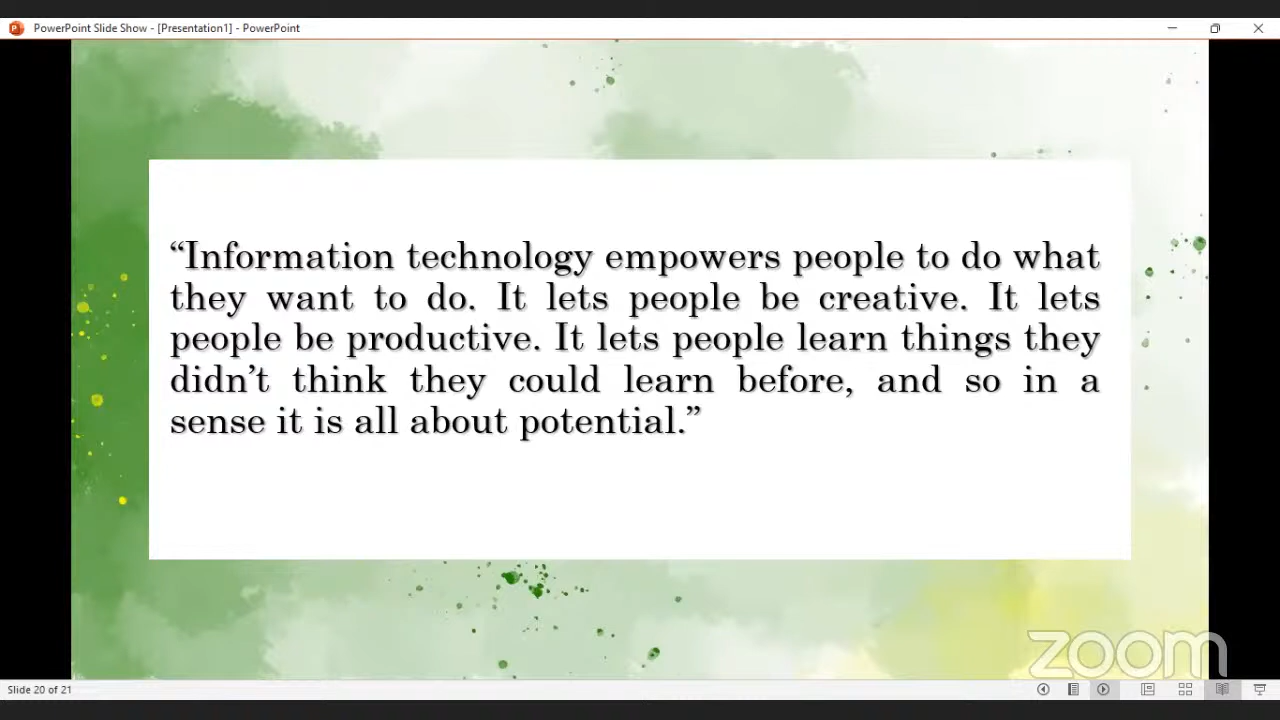 PowerPoint Slide Show - [Presentation1] - PowerPoint
“Information technology empowers people to do what
they want to do. It lets people be creative. It lets
people be productive. It lets people learn things they
didn’t think they could learn before, and so in a
sense it is all about potential.”
zoom
Slide 20 of 21